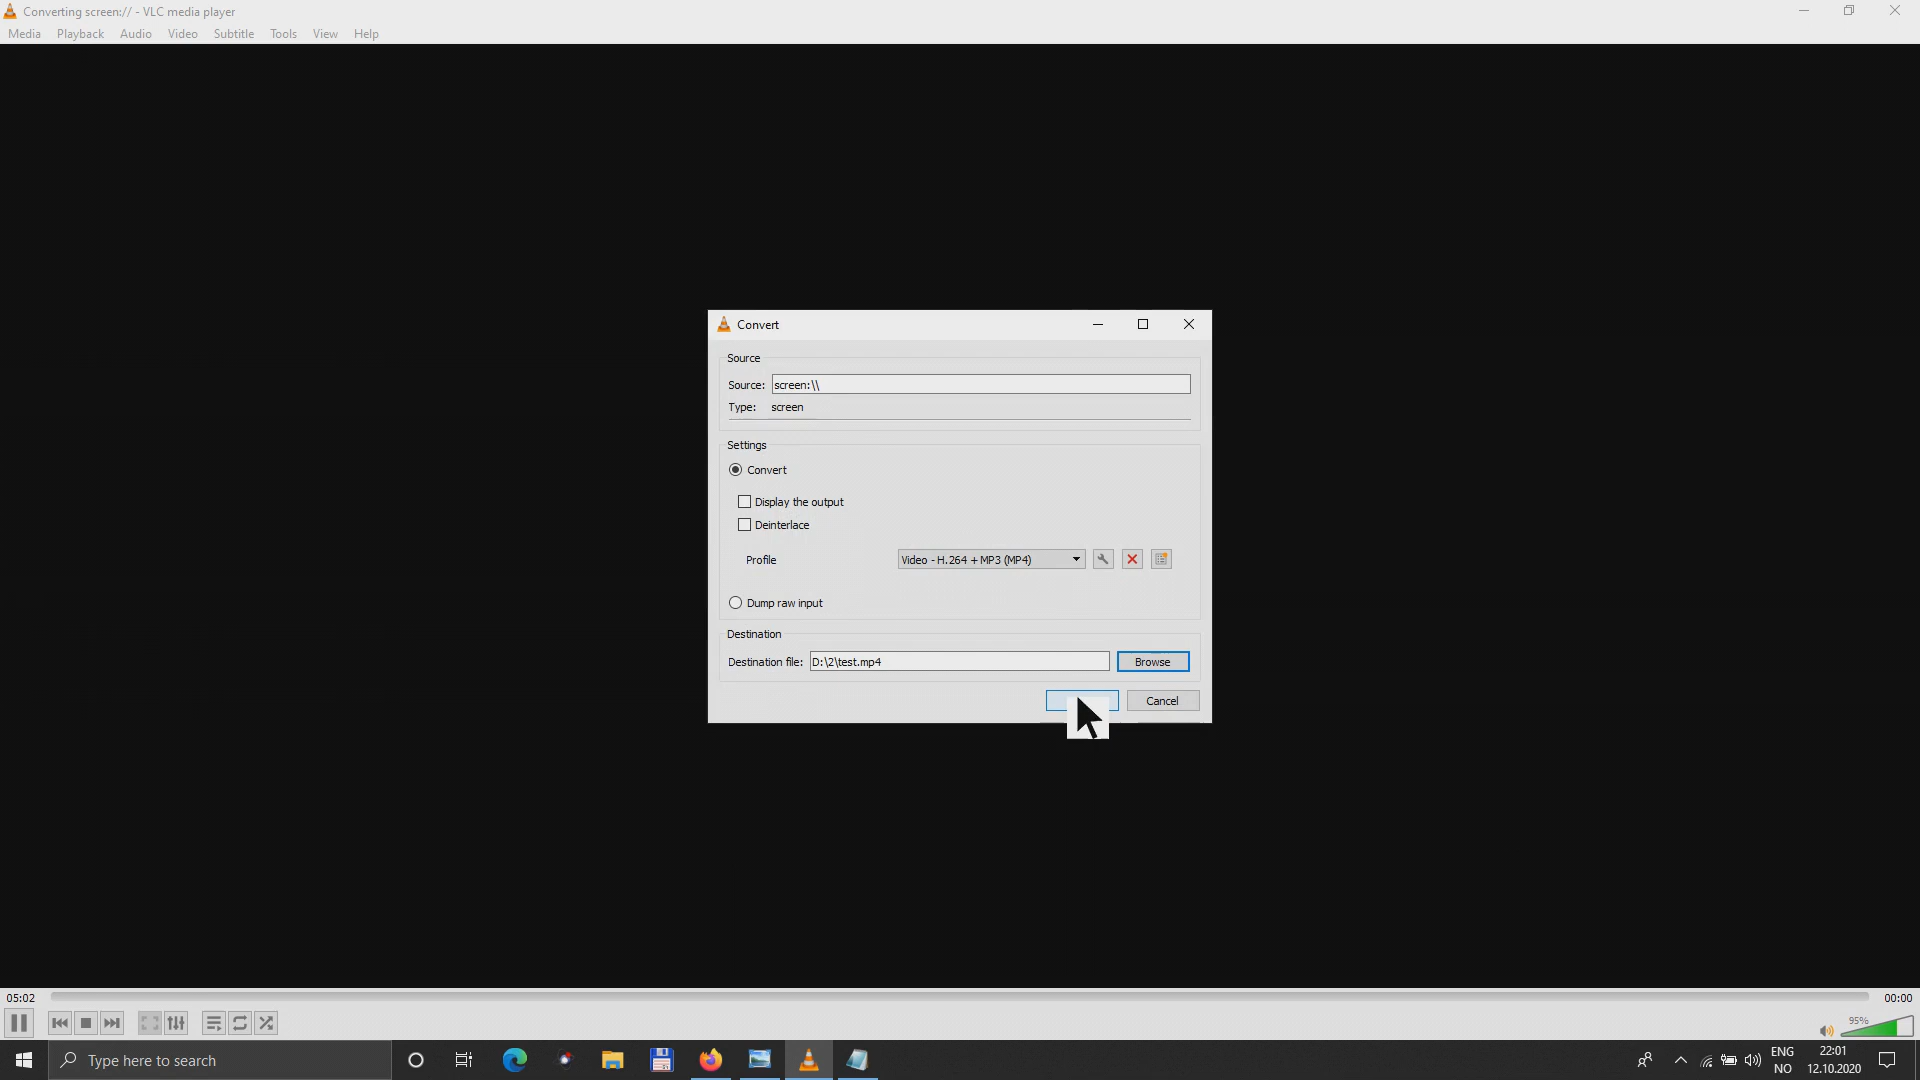 Converting screen:// - VLC media player
Media Playback Audio Video Subtitle Tools View Help
Convert
Source
Source: screen:\\
Type: screen
Settings
Convert
Display the output
Deinterlace
Profile Video - H.264 + MP3 (MP4)
Dump raw input
Destination
Destination file: D:\2\test.mp4 Browse
Cancel
05:02 00:00
95%
Type here to search
ENG 22:01
NO 12.10.2020